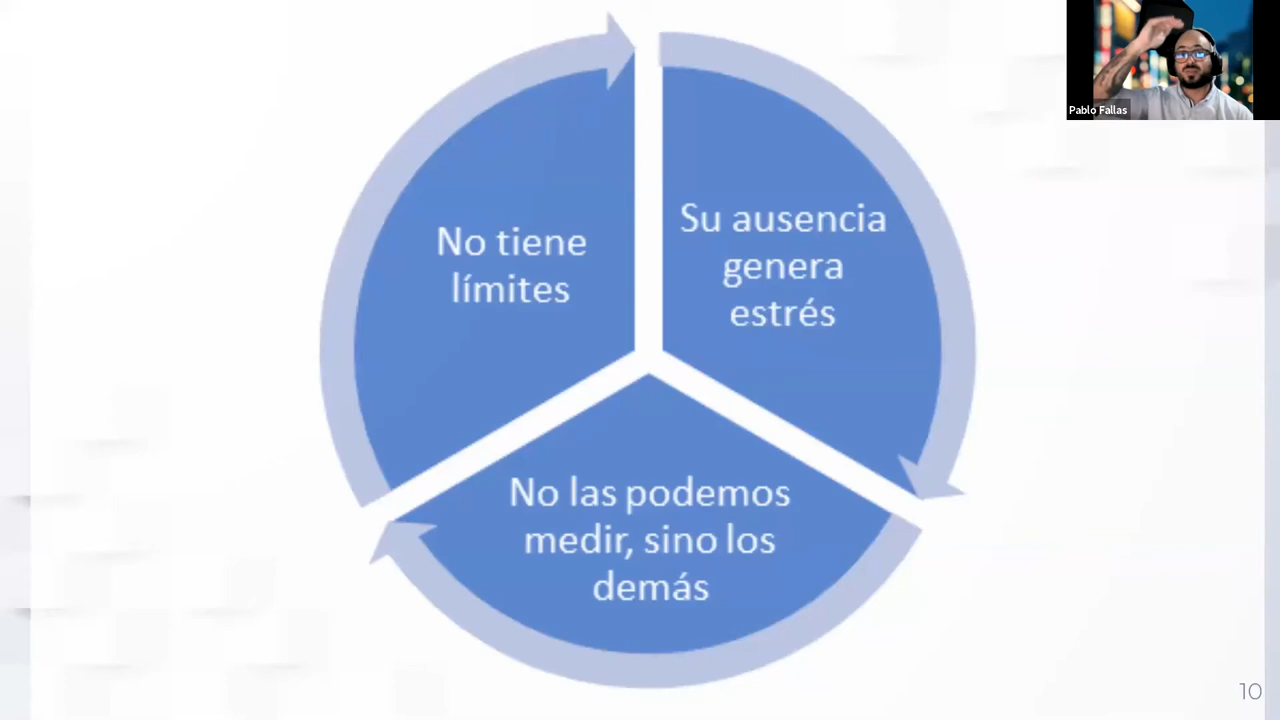 No tiene
límites
Su ausencia
genera
estrés
No las podemos
medir, sino los
demás
Pablo Fallas
10